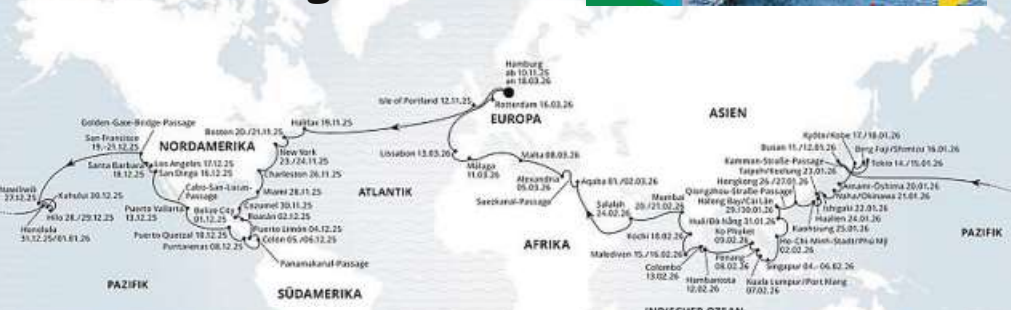 Hamburg
ab 10.11.25
an 18.03.26
Isle of Portland 12.11.25
Rotterdam 16.03.26
EUROPA
ASIEN
Halifax 19.11.25
Boston 20./21.11.25
Golden-Gate-Bridge-Passage
San Francisco
19.-21.12.25
NORDAMERIKA
New York
23./24.11.25
Santa Barbara
18.12.25
Los Angeles 17.12.25
San Diego 16.12.25
Charleston 26.11.25
Cabo-San-Lucas-
Passage
Miami 28.11.25
ATLANTIK
Nawiliwili
27.12.25
Kahului 30.12.25
Hilo 28./29.12.25
Honolulu
31.12.25/01.01.26
Puerto Vallarta
13.12.25
Cozumel 30.11.25
Belize City
01.12.25
Roatán 02.12.25
Puerto Limón 04.12.25
Puerto Quetzal 10.12.25
Colón 05./06.12.25
Puntarenas 08.12.25
Panamakanal-Passage
PAZIFIK
SÜDAMERIKA
Lissabon 13.03.26
Málaga
11.03.26
Malta 08.03.26
Alexandria
05.03.26
Suezkanal-Passage
Aqaba 01./02.03.26
Salalah
24.02.26
AFRIKA
Mumbai
20./21.02.26
Kochi 18.02.26
Malediven 15./16.02.26
Colombo
13.02.26
Hambantota
12.02.26
Kyōto/Kobe 17./18.01.26
Busan 11./12.01.26
Berg Fuji/Shimizu 16.01.26
Kanmon-Straße-Passage
Tokio 14./15.01.26
Taipeh/Keelung 23.01.26
Hongkong 26./27.01.26
Amami-Ōshima 20.01.26
Qiongzhou-Straße-Passage
Naha/Okinawa 21.01.26
Halong Bay/Cai Lân
29./30.01.26
Ishigaki 22.01.26
Hualien 24.01.26
Huế/Đà Nẵng 31.01.26
Kaohsiung 25.01.26
Ko Phuket
09.02.26
Ho-Chi-Minh-Stadt/Phú Mỹ
02.02.26
Penang
08.02.26
Singapur 04.-06.02.26
Kuala Lumpur/Port Klang
07.02.26
PAZIFIK
INDISCHER OZEAN